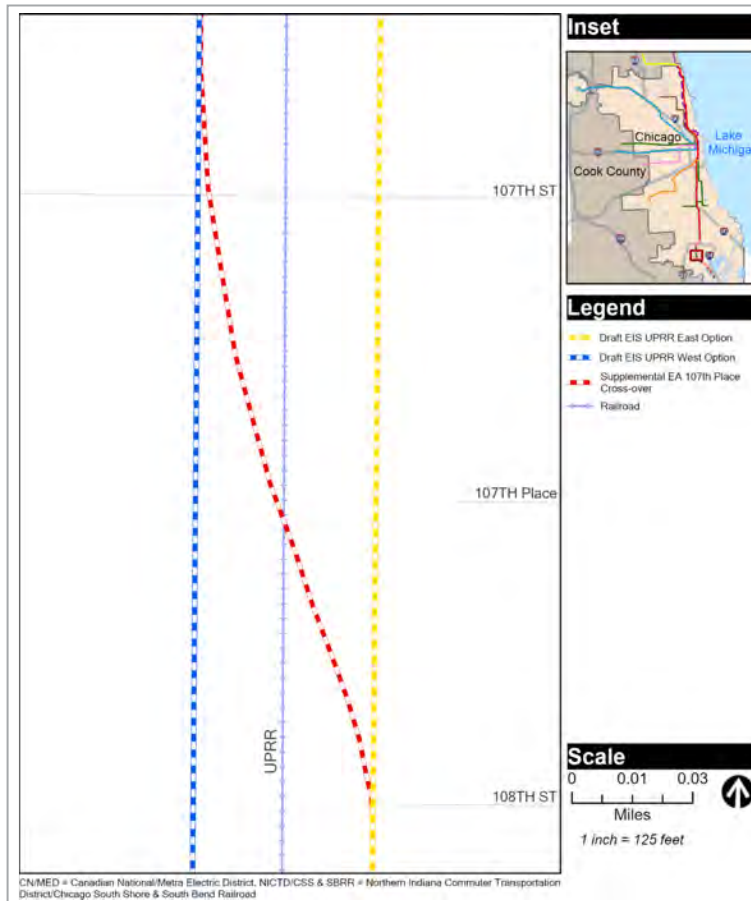 Inset
Chicago
Lake
Michigan
Cook County
107TH ST
Legend
Draft EIS UPRR East Option
Draft EIS UPRR West Option
Supplemental EA 107th Place
Cross-over
Railroad
107TH Place
UPRR
Scale
0 0.01 0.03
Miles
1 inch = 125 feet
108TH ST
CN/MED = Canadian National/Metra Electric District, NICTD/CSS & SBRR = Northern Indiana Commuter Transportation
District/Chicago South Shore & South Bend Railroad